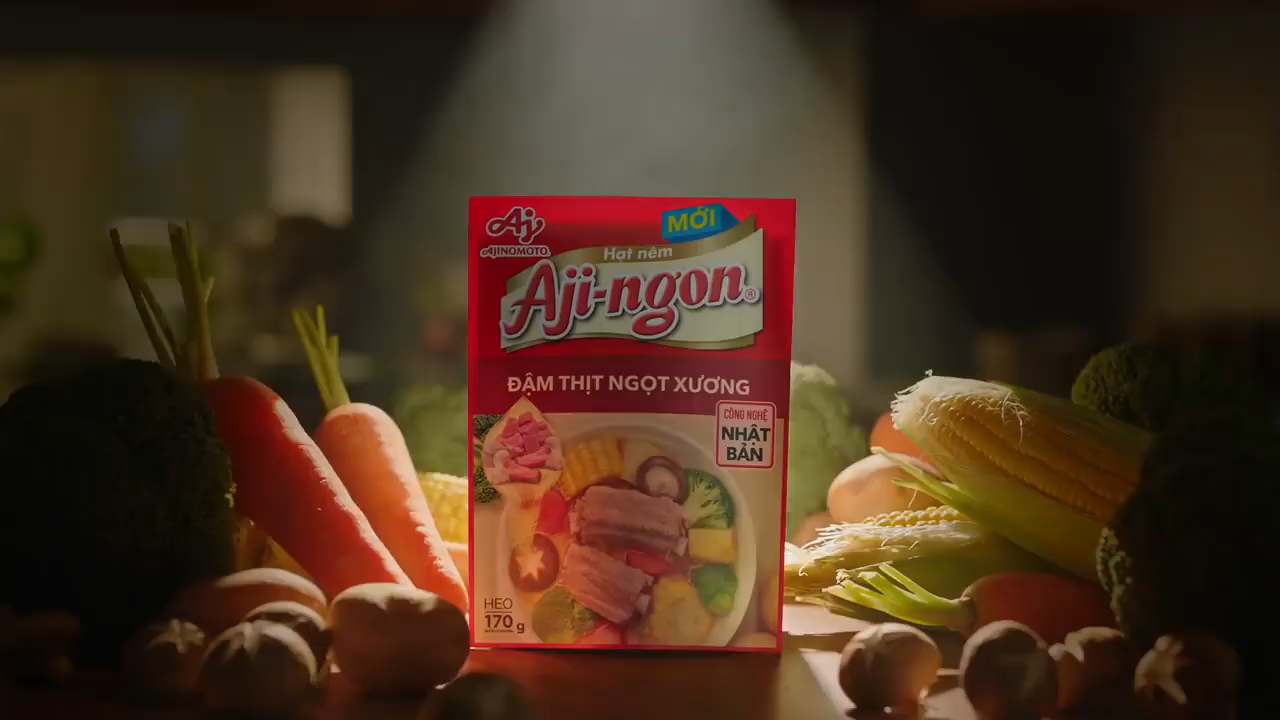 Aj
AJINOMOTO
MỚI
Hạt nêm
Aji-ngon®
ĐẬM THỊT NGỌT XƯƠNG
CÔNG NGHỆ
NHẬT
BẢN
HEO
170 g